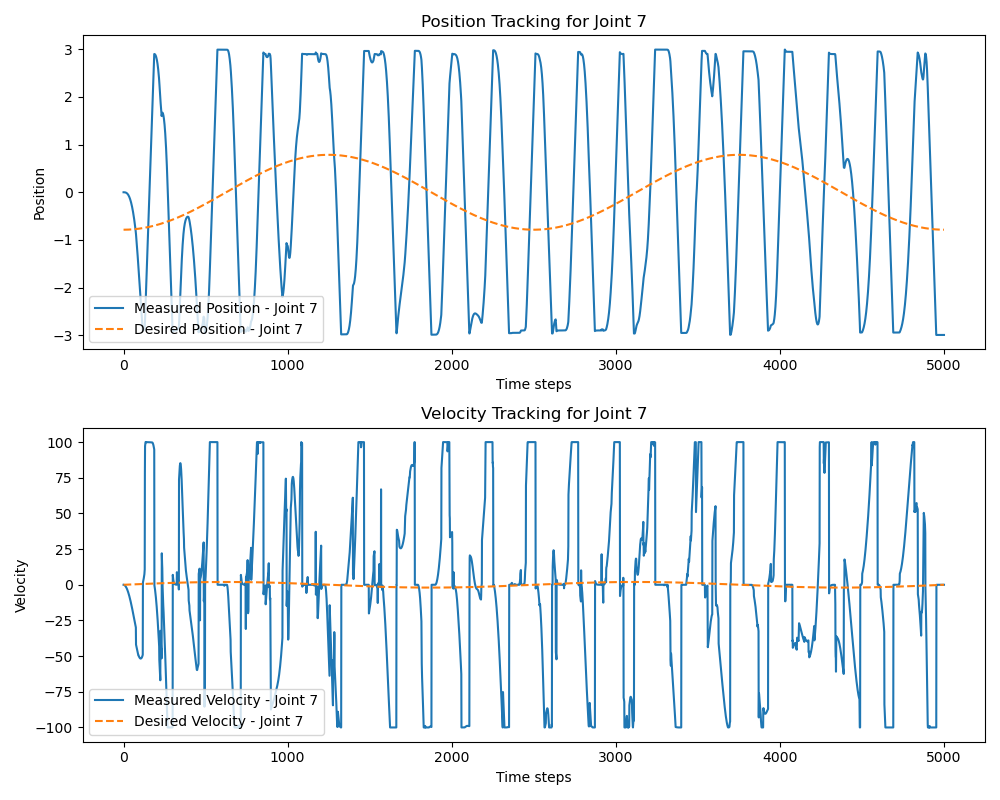 Position Tracking for Joint 7
Position
3
2
1
0
−1
−2
−3
Measured Position - Joint 7
Desired Position - Joint 7
0 1000 2000 3000 4000 5000
Time steps
Velocity Tracking for Joint 7
Velocity
100
75
50
25
0
−25
−50
−75
−100
Measured Velocity - Joint 7
Desired Velocity - Joint 7
0 1000 2000 3000 4000 5000
Time steps